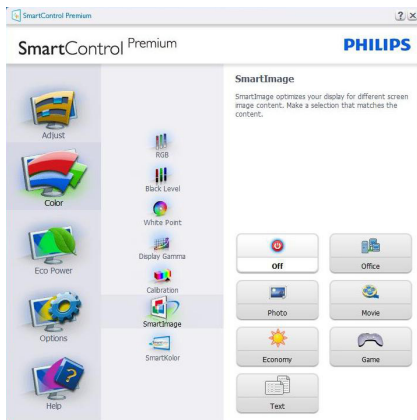 SmartControl Premium
SmartControl Premium
PHILIPS
Adjust
Color
Eco Power
Options
Help
RGB
Black Level
White Point
Display Gamma
Calibration
SmartImage
SmartKolor
SmartImage
SmartImage optimizes your display for different screen
image content. Make a selection that matches the
content.
Off
Office
Photo
Movie
Economy
Game
Text